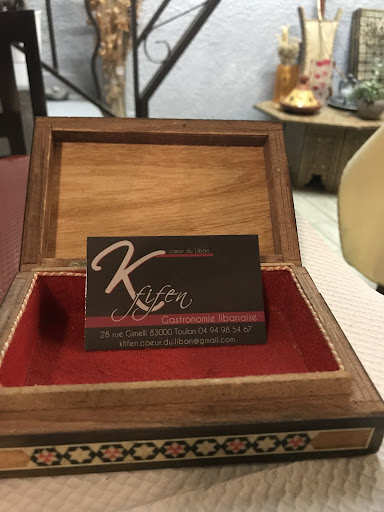 coeur du liban
Kfifen
Gastronomie libanaise
28 rue Gimelli 83000 Toulon 04 94 98 54 67
kfifen.coeur.du.liban@gmail.com